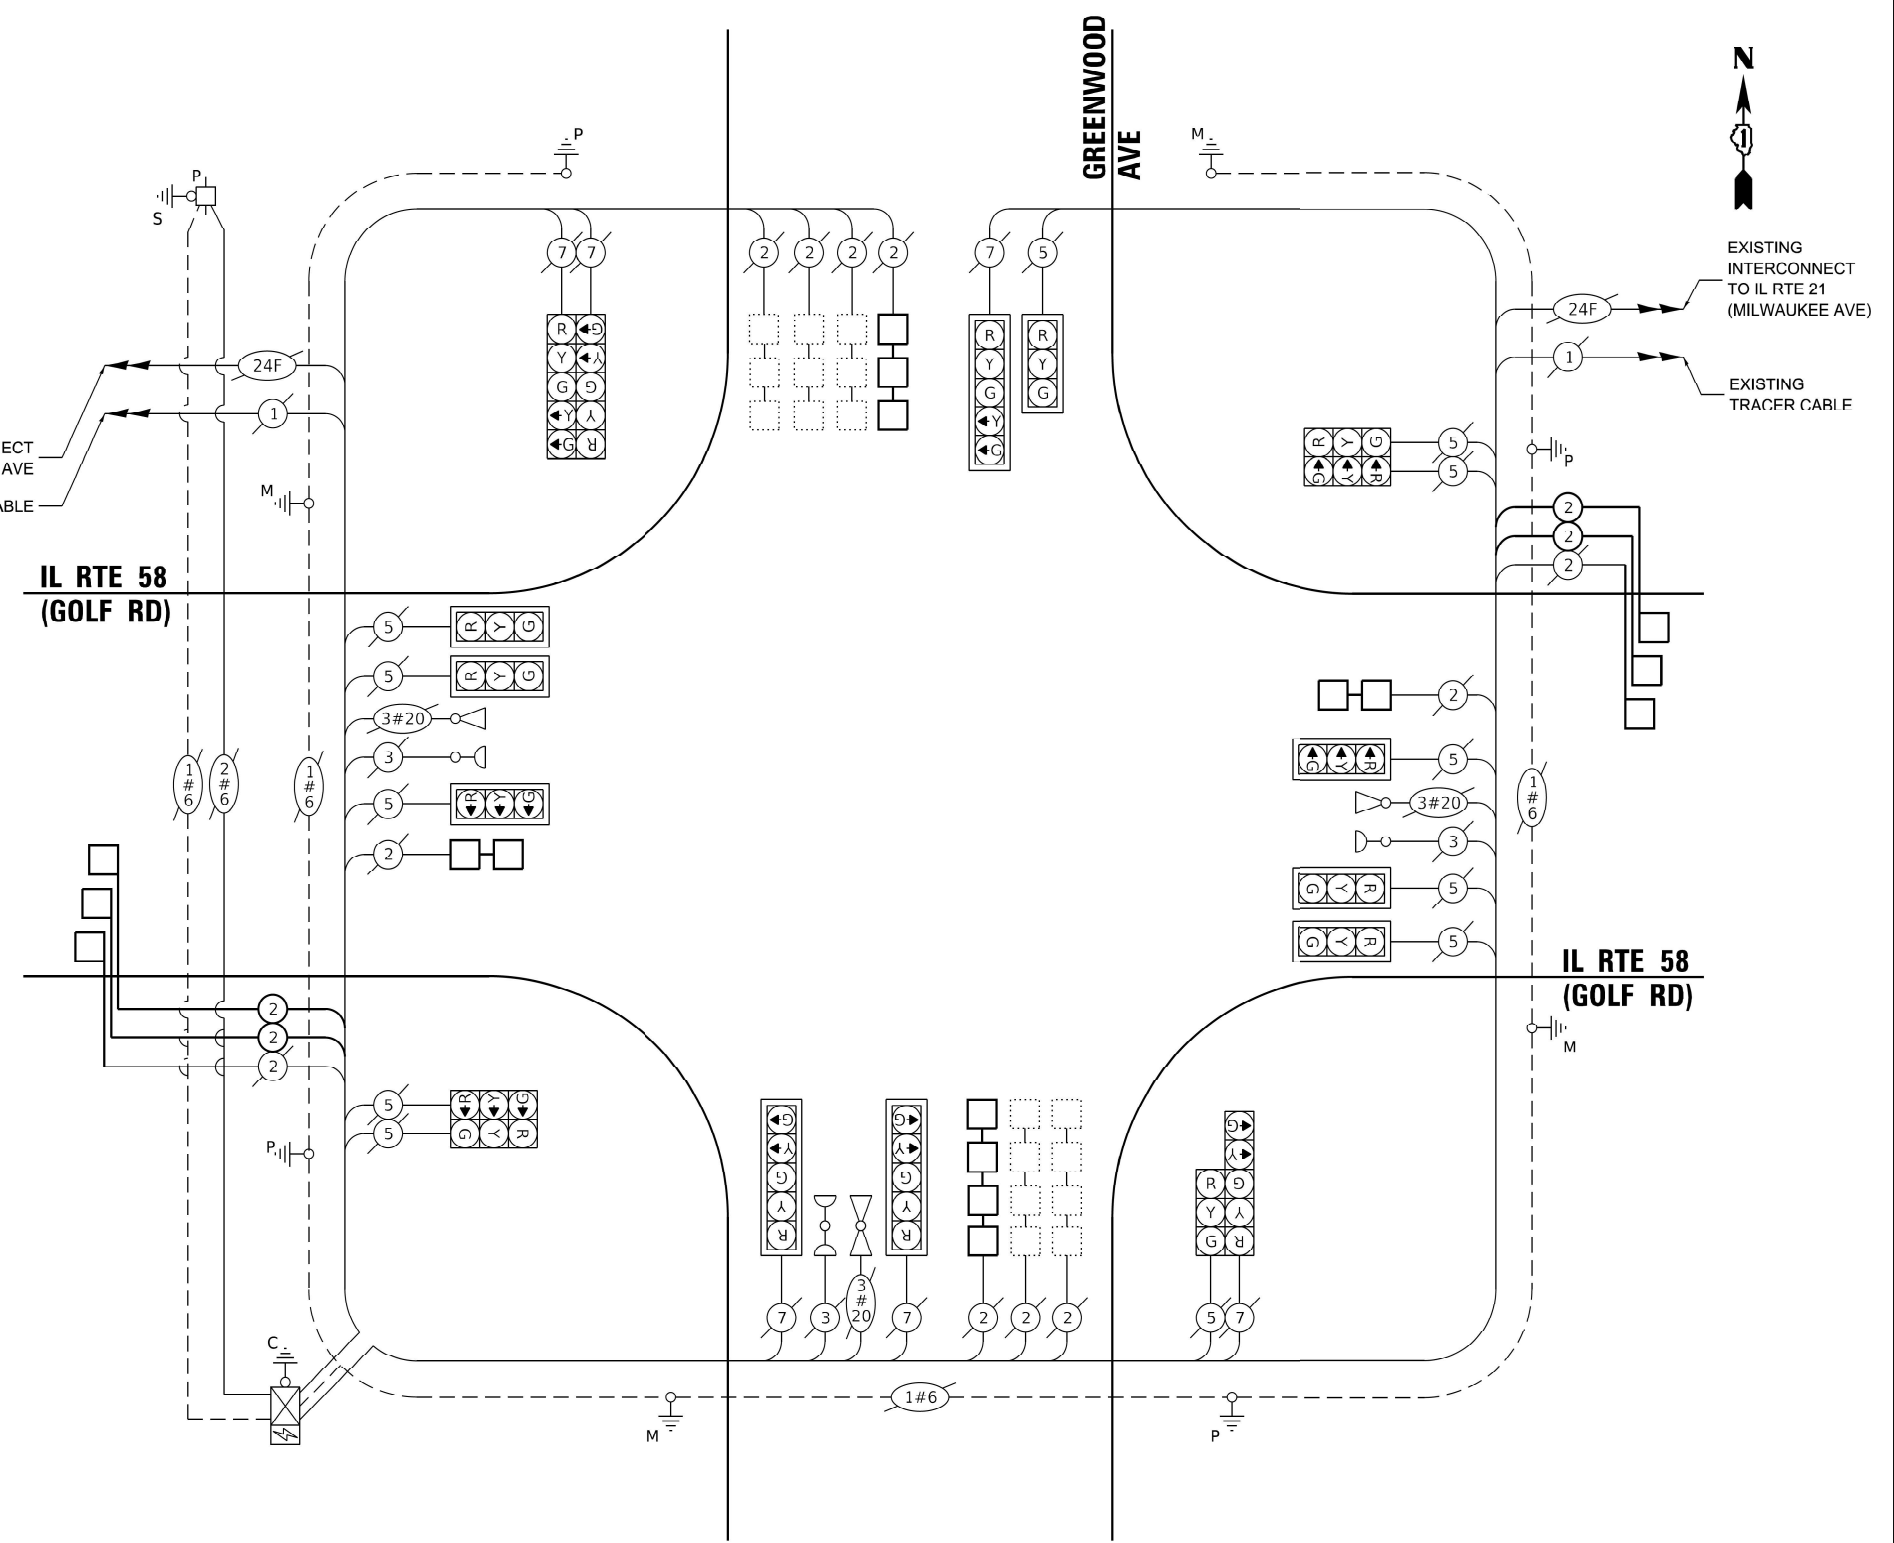 GREENWOOD
AVE
N
1
P
M
P
S
7 7 2 2 2 2 7 5
EXISTING
INTERCONNECT
TO IL RTE 21
(MILWAUKEE AVE)
24F
1
EXISTING
TRACER CABLE
R G
Y Y
G G
Y Y
G R
R
Y
G
Y
G
R
Y
G
24F
1
ECT
AVE
ABLE
M
R Y G 5
G Y R 5
P
2
2
2
IL RTE 58
(GOLF RD)
5 R Y G
5 R Y G
3#20
3
5 R Y G
2
1#6
2#6
1#6
2
G Y R 5
3#20
3
G Y R 5
G Y R 5
1#6
IL RTE 58
(GOLF RD)
M
2
2
2
5 R Y G
5 G Y R
P
G
Y
G
Y
R
G
Y
G
Y
R
G
Y
R G
Y Y
G R
7 3 3#20 7 2 2 2 5 7
C
M
1#6
P